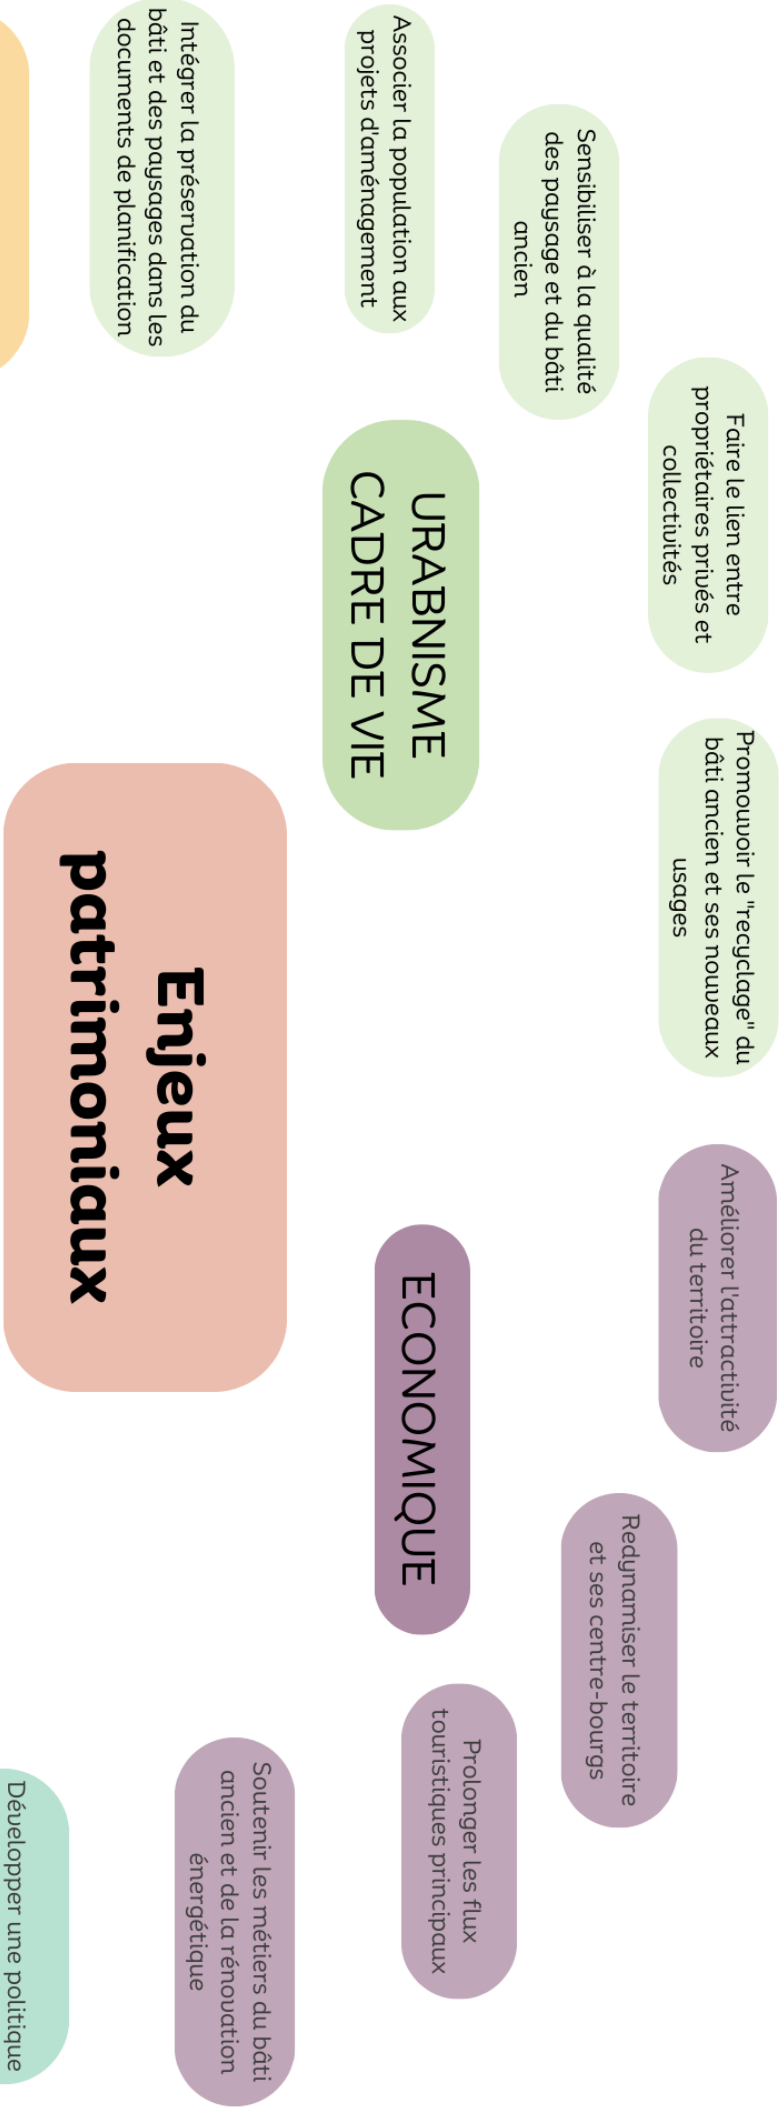 Promouvoir le "recyclage" du
bâti ancien et ses nouveaux
usages
Améliorer l'attractivité
du territoire
Faire le lien entre
propriétaires privés et
collectivités
Redynamiser le territoire
et ses centre-bourgs
Sensibiliser à la qualité
des paysage et du bâti
ancien
Prolonger les flux
touristiques principaux
URABNISME
CADRE DE VIE
ECONOMIQUE
Associer la population aux
projets d'aménagement
Soutenir les métiers du bâti
ancien et de la rénovation
énergétique
Intégrer la préservation du
bâti et des paysages dans les
documents de planification
Enjeux
patrimoniaux
Développer une politique